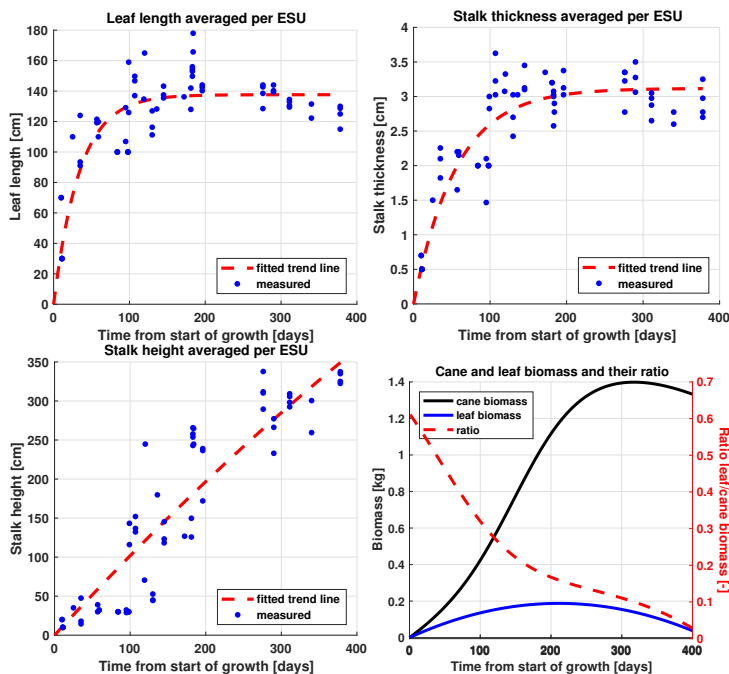 Leaf length averaged per ESU
180
160
140
120
100
80
60
40
20
0
Leaf length [cm]
fitted trend line
measured
0 100 200 300 400
Time from start of growth [days]
Stalk thickness averaged per ESU
4
3.5
3
2.5
2
1.5
1
0.5
0
Stalk thickness [cm]
fitted trend line
measured
0 100 200 300 400
Time from start of growth [days]
Stalk height averaged per ESU
350
300
250
200
150
100
50
0
Stalk height [cm]
fitted trend line
measured
0 100 200 300 400
Time from start of growth [days]
Cane and leaf biomass and their ratio
1.4
1.2
1
0.8
0.6
0.4
0.2
0
Biomass [kg]
cane biomass
leaf biomass
ratio
0.7
0.6
0.5
0.4
0.3
0.2
0.1
0
Ratio leaf/cane
biomass [-]
0 100 200 300 400
Time from start of growth [days]